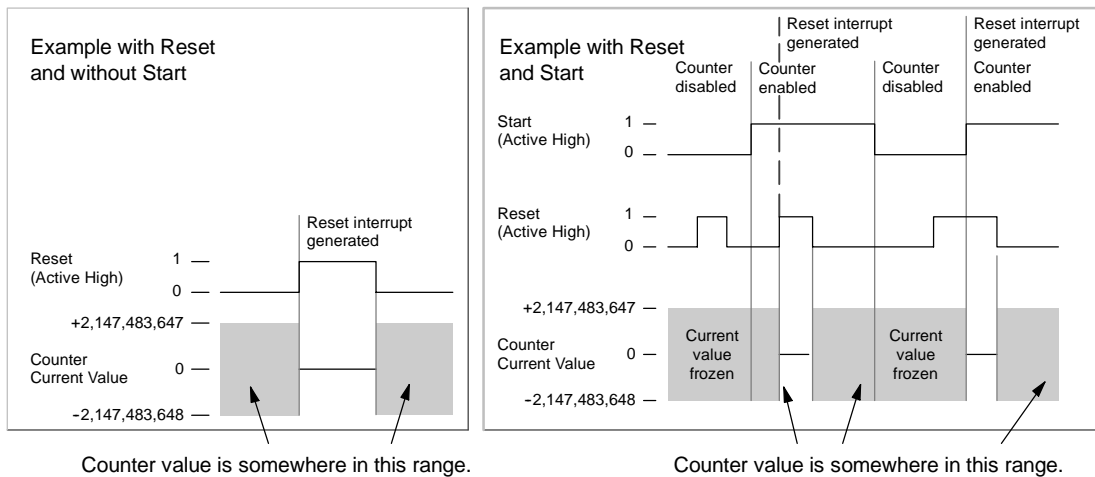 Example with Reset
and without Start
Reset interrupt
generated
Reset
(Active High)
1
0
+2,147,483,647
Counter
Current Value
0
-2,147,483,648
Counter value is somewhere in this range.
Example with Reset
and Start
Reset interrupt
generated
Reset interrupt
generated
Counter
disabled
Counter
enabled
Counter
disabled
Counter
enabled
Start
(Active High)
1
0
Reset
(Active High)
1
0
+2,147,483,647
Counter
Current Value
0
-2,147,483,648
Current
value
frozen
Current
value
frozen
Counter value is somewhere in this range.